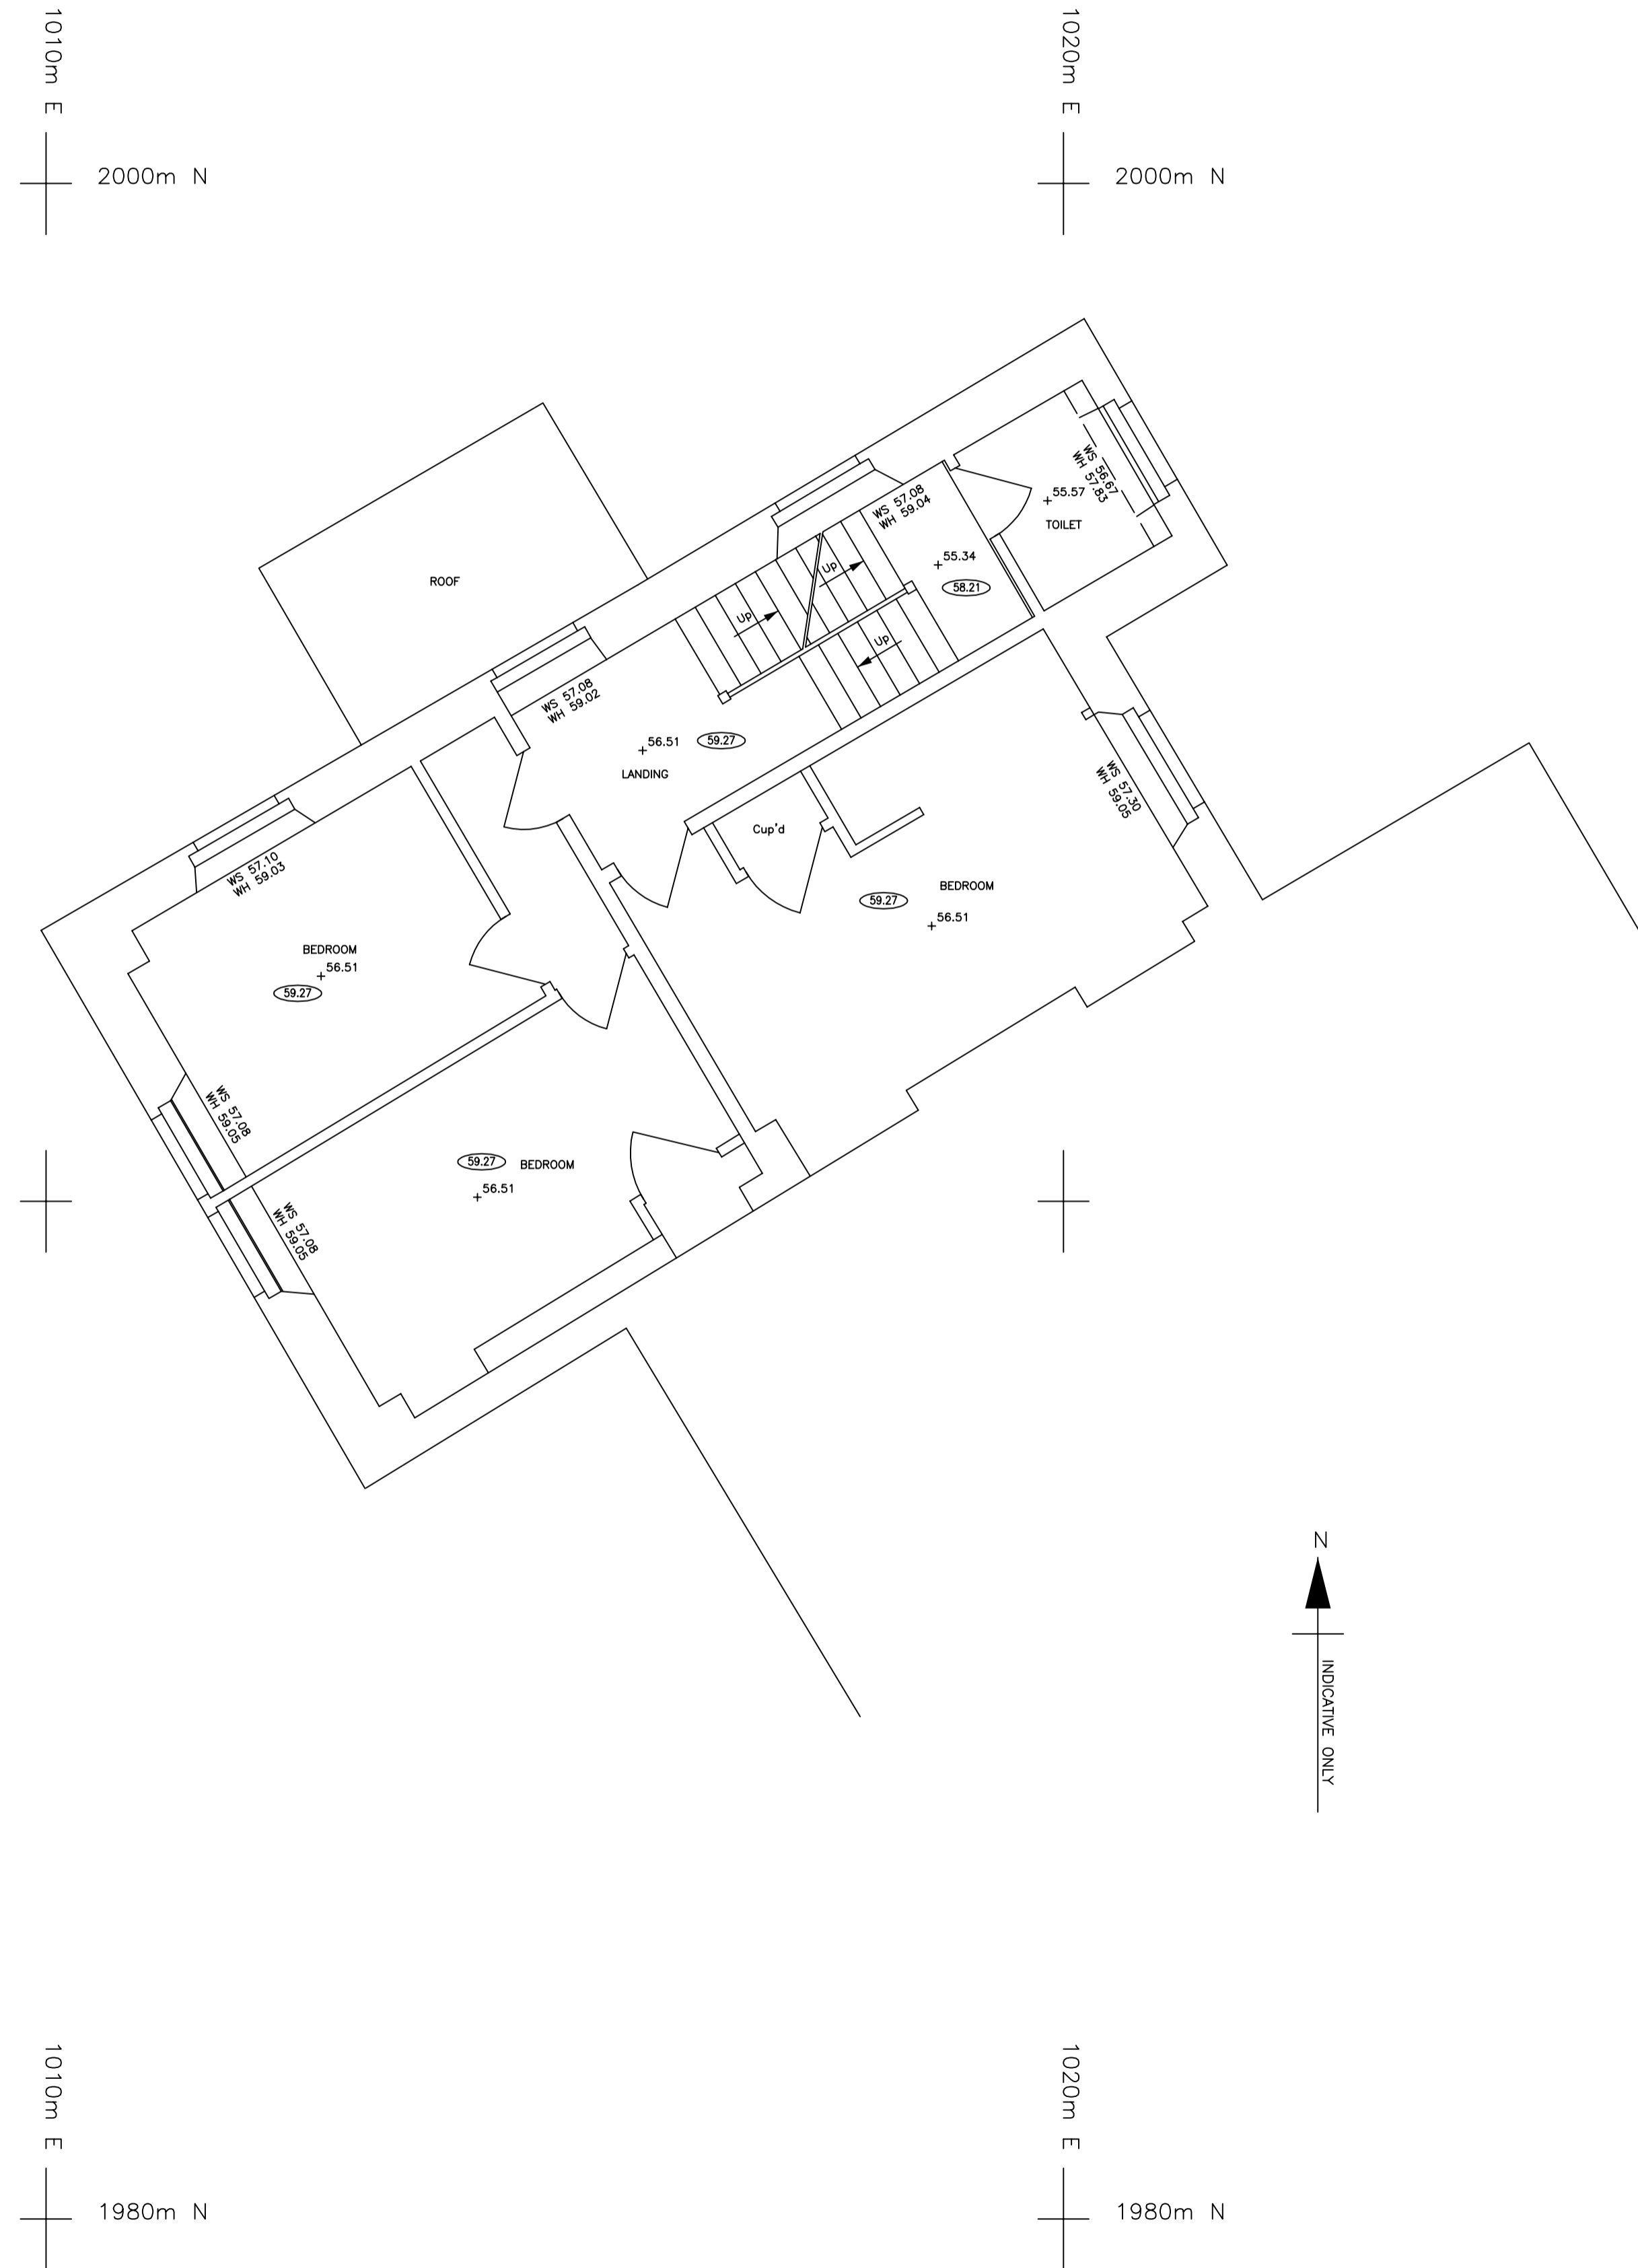 1010m E
1020m E
2000m N
2000m N
ROOF
WS 57.08
WH 59.04
WS 56.67
WH 57.83
55.57
TOILET
55.34
58.21
Up
Up
Up
WS 57.08
WH 59.02
56.51
59.27
LANDING
WS 57.30
WH 59.05
Cup'd
WS 57.10
WH 59.03
BEDROOM
59.27
56.51
BEDROOM
56.51
59.27
WS 57.08
WH 59.05
59.27
BEDROOM
56.51
WS 57.08
WH 59.05
N
INDICATIVE ONLY
1010m E
1020m E
1980m N
1980m N